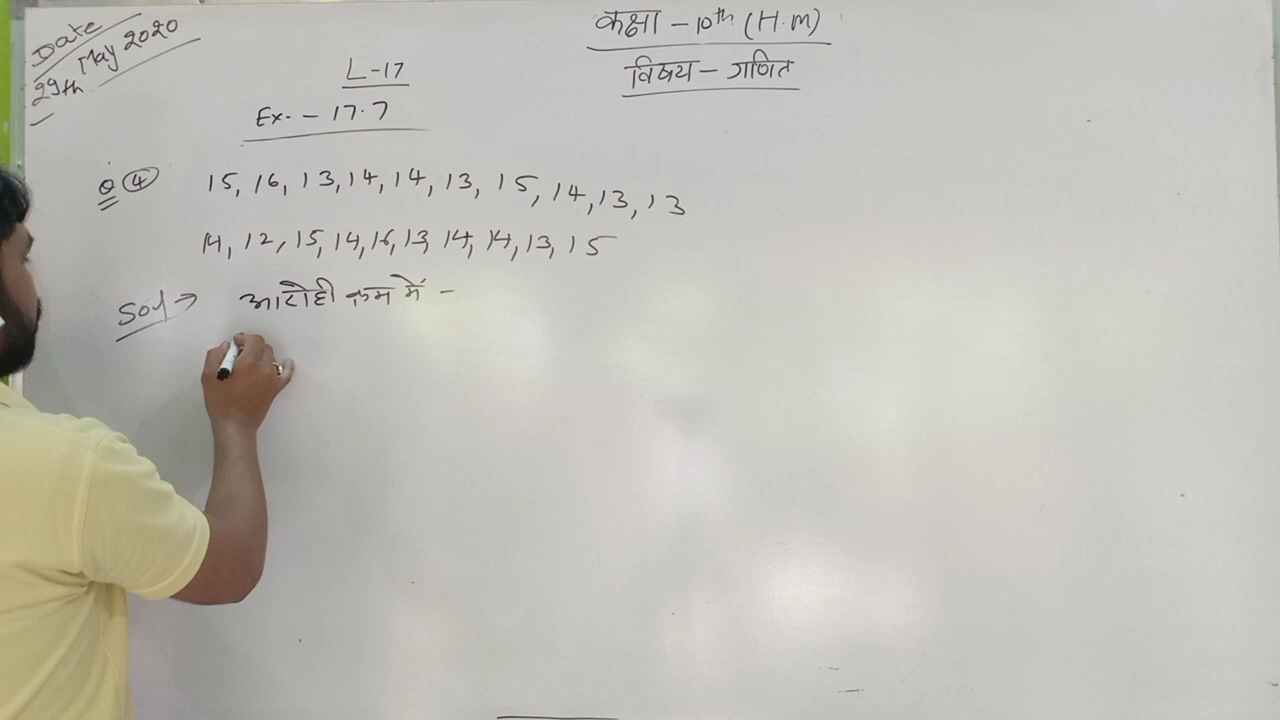 Date
29th May 2020
कक्षा - 10th (H.M)
विषय - गणित
L-17
Ex. - 17.7
Q ④ 15, 16, 13, 14, 14, 13, 15, 14, 13, 13
14, 12, 15, 14, 16, 13, 14, 14, 13, 15
Sol → आरोही क्रम में -